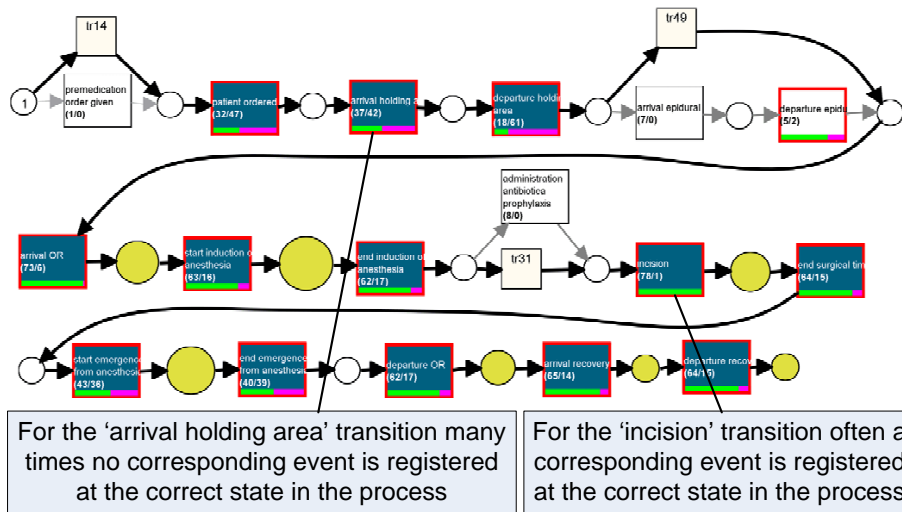 tr14
tr49
1
premedication
order given
(1/0)
patient ordered
(32/47)
arrival holding a
(37/42)
departure holdin
area
(18/61)
arrival epidural
(7/0)
departure epidu
(5/2)
administration
antibiotica
prophylaxis
(8/0)
arrival OR
(73/6)
start induction o
anesthesia
(63/16)
end induction of
anesthesia
(62/17)
tr31
incision
(78/1)
end surgical tim
(64/15)
start emergence
from anesthesi
(43/36)
end emergence
from anesthesi
(40/39)
departure OR
(62/17)
arrival recovery
(65/14)
departure recov
(64/15)
For the ‘arrival holding area’ transition many
times no corresponding event is registered
at the correct state in the process
For the ‘incision’ transition often a
corresponding event is registered
at the correct state in the process